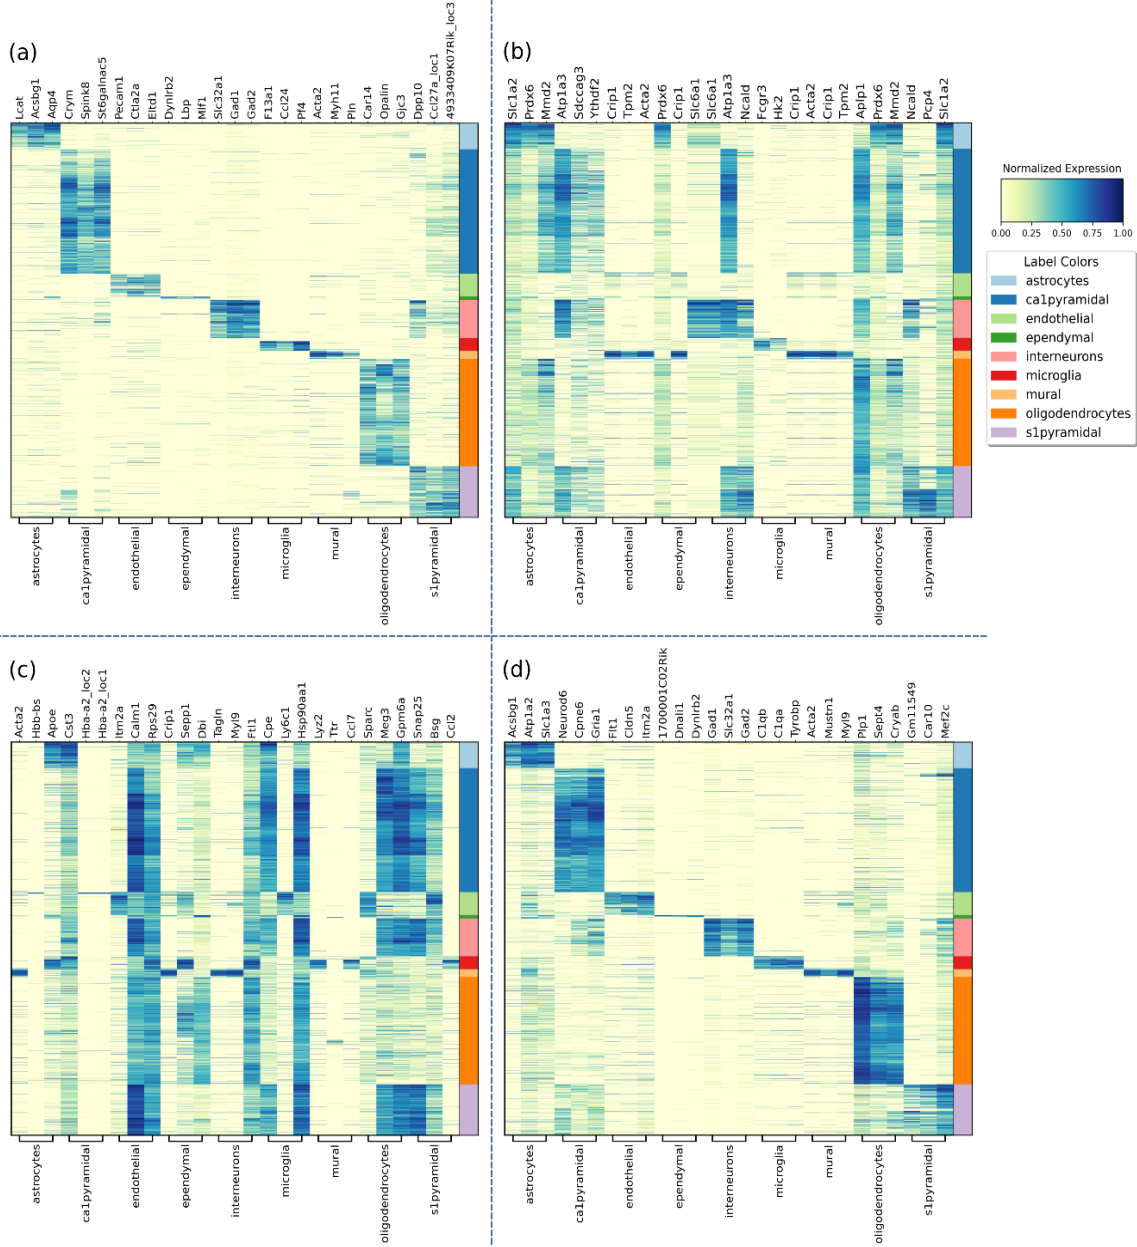 (a)
Lcat
Acsbg1
Aqp4
Crym
Spink8
St6galnac5
Pecam1
Ctla2a
Eltd1
Dynlrb2
Lbp
Mlf1
Slc32a1
Gad1
Gad2
F13a1
Ccl24
Pf4
Acta2
Myh11
Pln
Car14
Opalin
Gjc3
Dpp10
Ccl27a_loc1
4933409K07Rik_loc3
astrocytes
ca1pyramidal
endothelial
ependymal
interneurons
microglia
mural
oligodendrocytes
s1pyramidal
(b)
Slc1a2
Prdx6
Mmd2
Atp1a3
Sdccag3
Ythdf2
Crip1
Tpm2
Acta2
Prdx6
Crip1
Slc6a1
Slc6a1
Atp1a3
Ncald
Fcgr3
Hk2
Crip1
Acta2
Crip1
Tpm2
Aplp1
Prdx6
Mmd2
Ncald
Pcp4
Slc1a2
astrocytes
ca1pyramidal
endothelial
ependymal
interneurons
microglia
mural
oligodendrocytes
s1pyramidal
Normalized Expression
0.00 0.25 0.50 0.75 1.00
Label Colors
astrocytes
ca1pyramidal
endothelial
ependymal
interneurons
microglia
mural
oligodendrocytes
s1pyramidal
(c)
Acta2
Hbb-bs
Apoe
Cst3
Hba-a2_loc2
Hba-a2_loc1
Itm2a
Calm1
Rps29
Crip1
Sepp1
Dbi
Tagln
Myl9
Ftl1
Cpe
Ly6c1
Hsp90aa1
Lyz2
Ttr
Ccl7
Sparc
Meg3
Gpm6a
Snap25
Bsg
Ccl2
astrocytes
ca1pyramidal
endothelial
ependymal
interneurons
microglia
mural
oligodendrocytes
s1pyramidal
(d)
Acsbg1
Atp1a2
Slc1a3
Neurod6
Cpne6
Gria1
Flt1
Cldn5
Itm2a
1700001C02Rik
Dnali1
Dynlrb2
Gad1
Slc32a1
Gad2
C1qb
C1qa
Tyrobp
Acta2
Mustn1
Myl9
Plp1
Sept4
Cryab
Gm11549
Car10
Mef2c
astrocytes
ca1pyramidal
endothelial
ependymal
interneurons
microglia
mural
oligodendrocytes
s1pyramidal